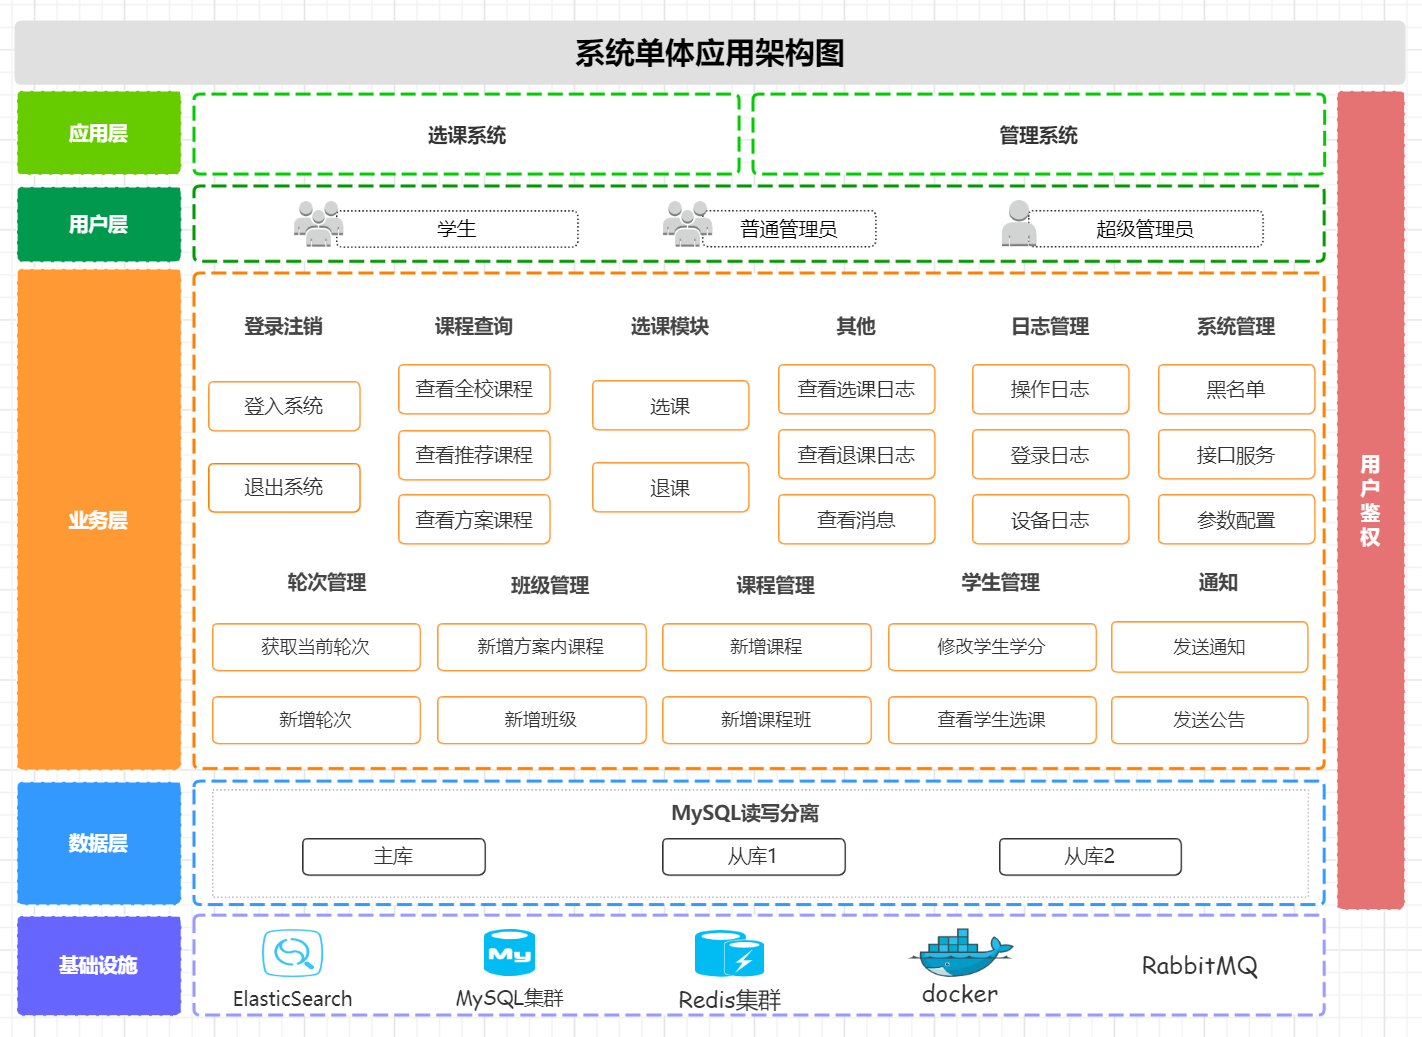 系统单体应用架构图
应用层
选课系统
管理系统
用户层
学生
普通管理员
超级管理员
业务层
登录注销
课程查询
选课模块
其他
日志管理
系统管理
登入系统
退出系统
查看全校课程
查看推荐课程
查看方案课程
选课
退课
查看选课日志
查看退课日志
查看消息
操作日志
登录日志
设备日志
黑名单
接口服务
参数配置
轮次管理
班级管理
课程管理
学生管理
通知
获取当前轮次
新增方案内课程
新增课程
修改学生学分
发送通知
新增轮次
新增班级
新增课程班
查看学生选课
发送公告
数据层
MySQL读写分离
主库
从库1
从库2
基础设施
ElasticSearch
My
MySQL集群
Redis集群
docker
RabbitMQ
用户鉴权